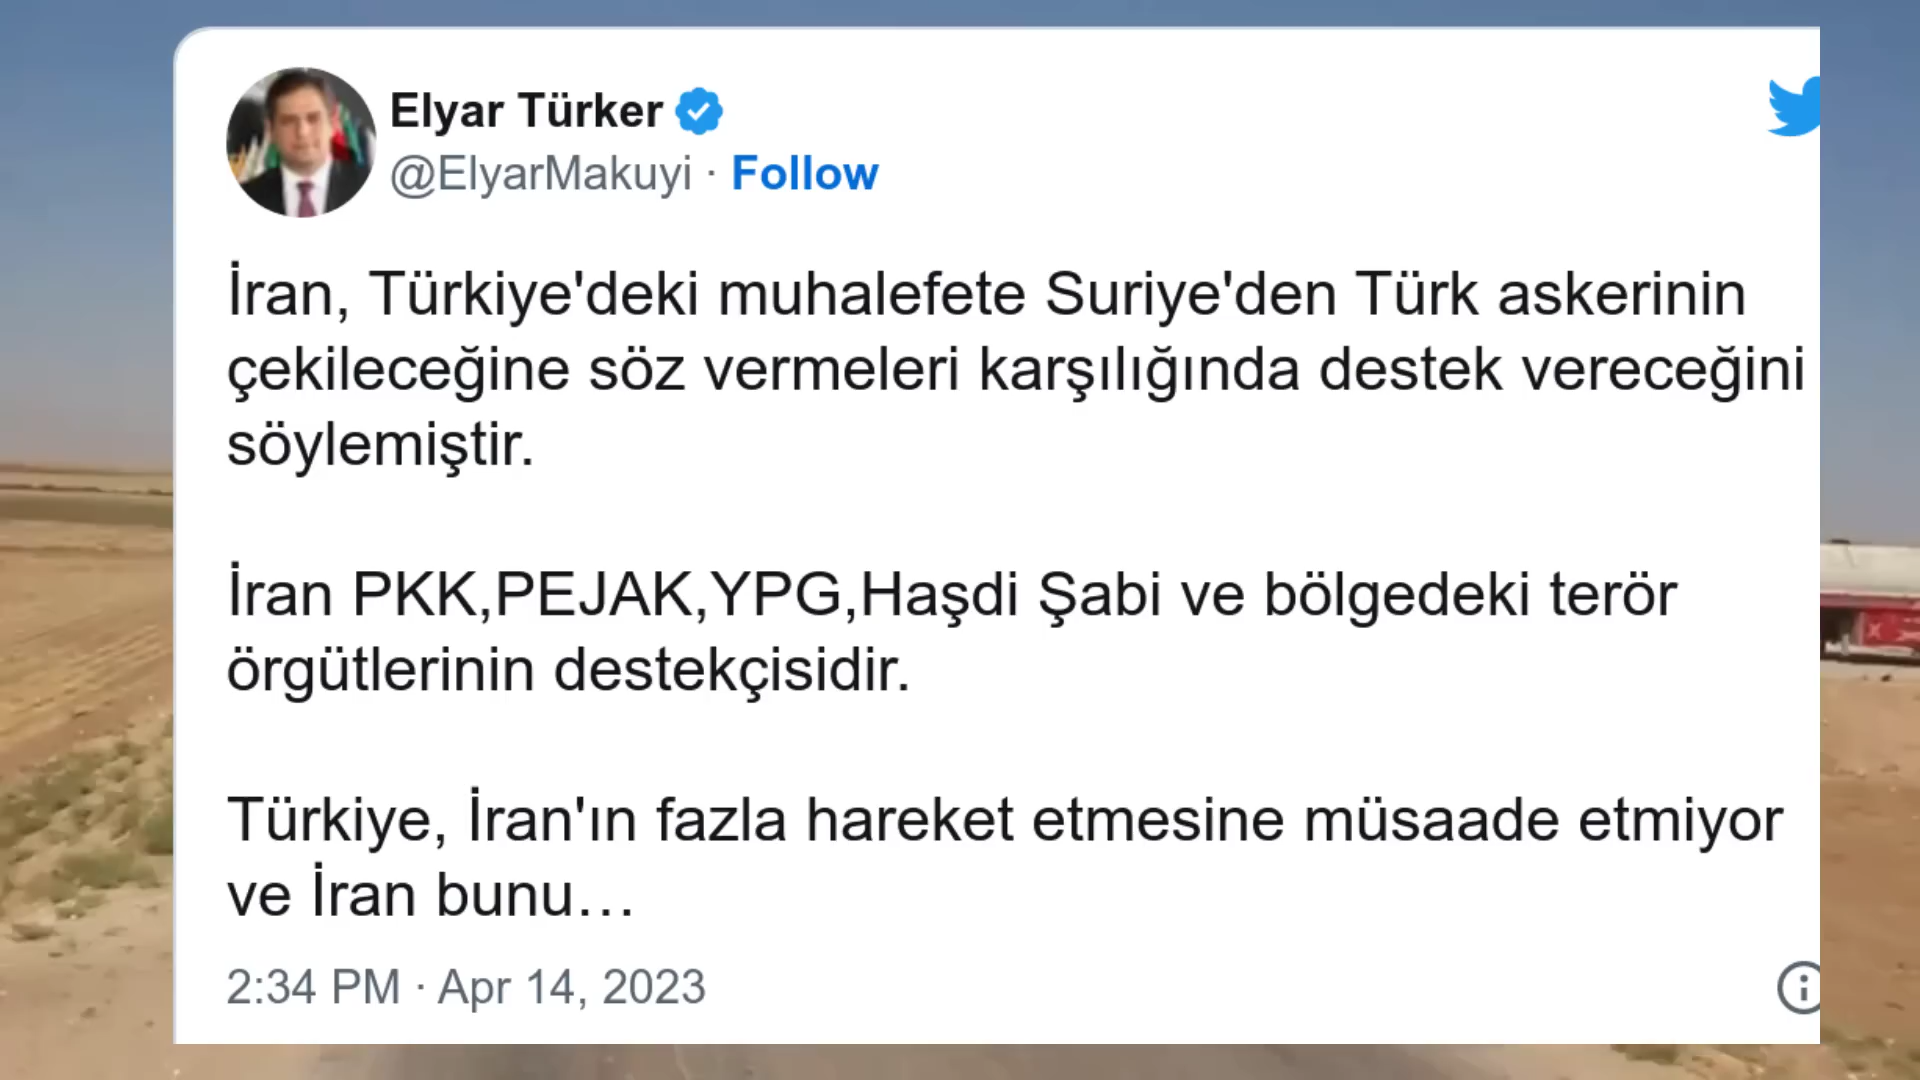 Elyar Türker
@ElyarMakuyi · Follow
İran, Türkiye'deki muhalefete Suriye'den Türk askerinin
çekileceğine söz vermeleri karşılığında destek vereceğini
söylemiştir.
İran PKK,PEJAK,YPG,Haşdi Şabi ve bölgedeki terör
örgütlerinin destekçisidir.
Türkiye, İran'ın fazla hareket etmesine müsaade etmiyor
ve İran bunu…
2:34 PM · Apr 14, 2023